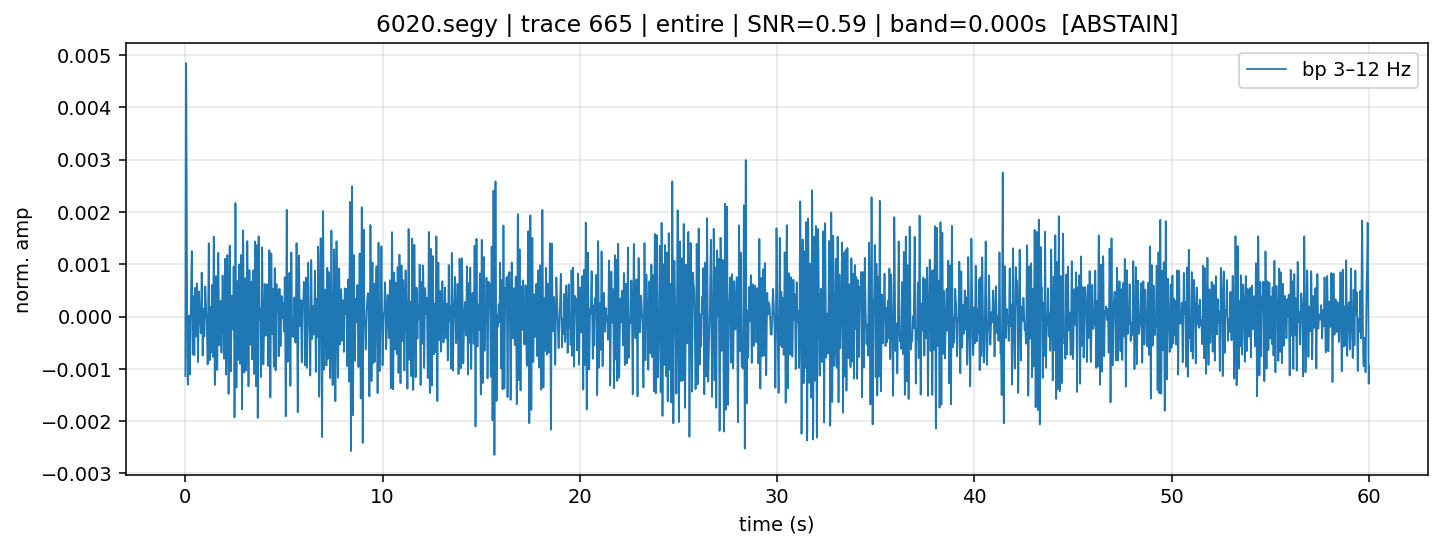 6020.segy | trace 665 | entire | SNR=0.59 | band=0.000s [ABSTAIN]
bp 3–12 Hz
norm. amp
0.005
0.004
0.003
0.002
0.001
0.000
−0.001
−0.002
−0.003
0 10 20 30 40 50 60
time (s)